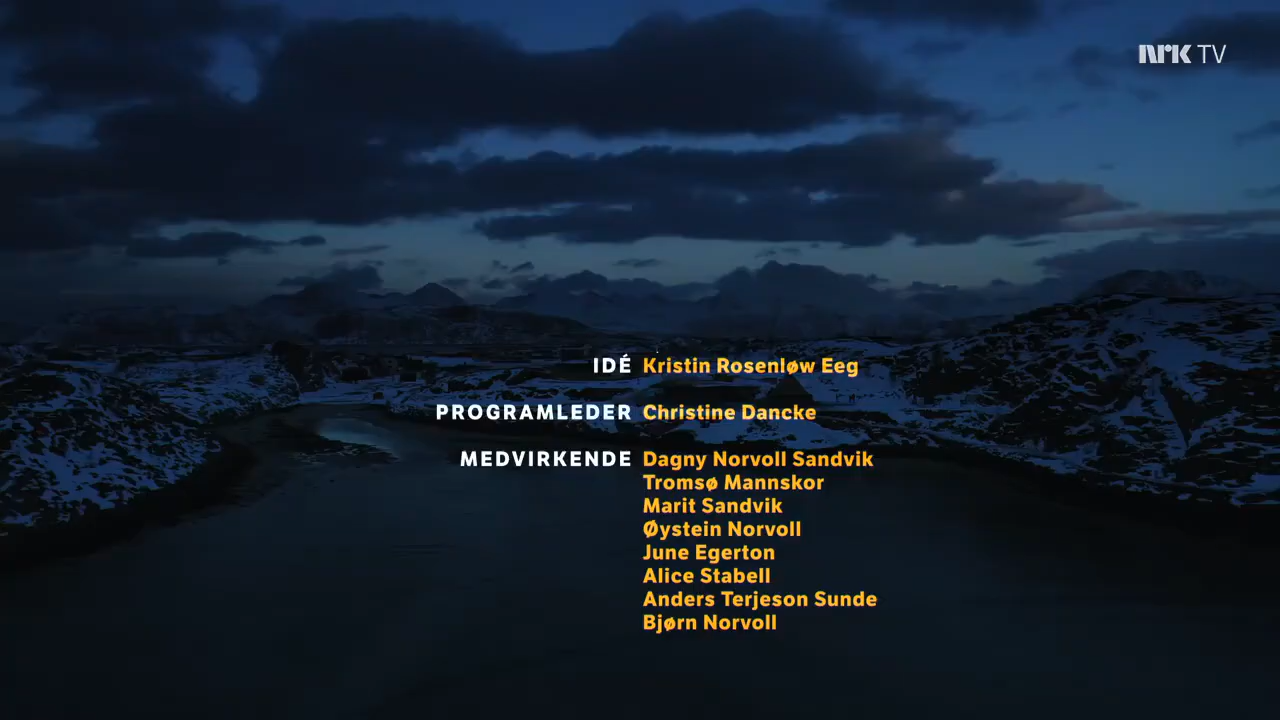 NRK TV
IDÉ Kristin Rosenløw Eeg
PROGRAMLEDER Christine Dancke
MEDVIRKENDE Dagny Norvoll Sandvik
Tromsø Mannskor
Marit Sandvik
Øystein Norvoll
June Egerton
Alice Stabell
Anders Terjeson Sunde
Bjørn Norvoll